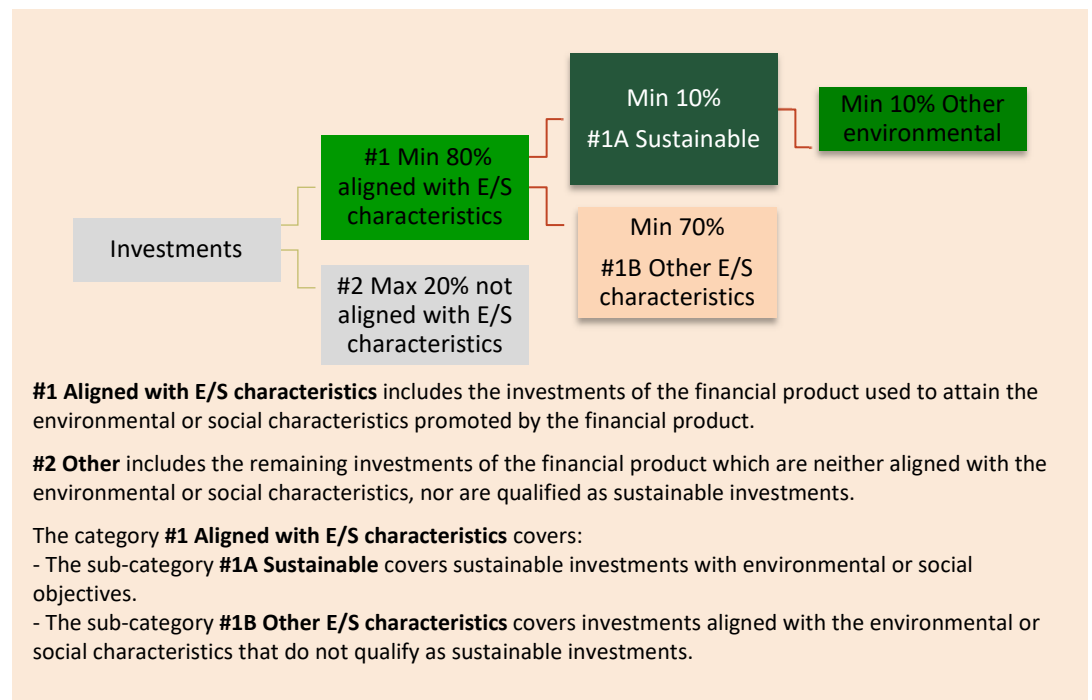 Investments
#1 Min 80%
aligned with E/S
characteristics
#2 Max 20% not
aligned with E/S
characteristics
Min 10%
#1A Sustainable
Min 70%
#1B Other E/S
characteristics
Min 10% Other
environmental
#1 Aligned with E/S characteristics includes the investments of the financial product used to attain the
environmental or social characteristics promoted by the financial product.
#2 Other includes the remaining investments of the financial product which are neither aligned with the
environmental or social characteristics, nor are qualified as sustainable investments.
The category #1 Aligned with E/S characteristics covers:
- The sub-category #1A Sustainable covers sustainable investments with environmental or social
objectives.
- The sub-category #1B Other E/S characteristics covers investments aligned with the environmental or
social characteristics that do not qualify as sustainable investments.